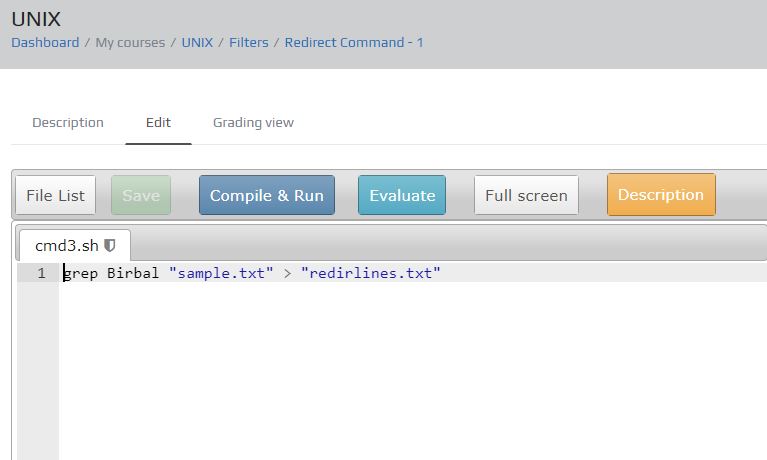 UNIX
Dashboard / My courses / UNIX / Filters / Redirect Command - 1
Description Edit Grading view
File List Save Compile & Run Evaluate Full screen Description
cmd3.sh
1 grep Birbal "sample.txt" > "redirlines.txt"